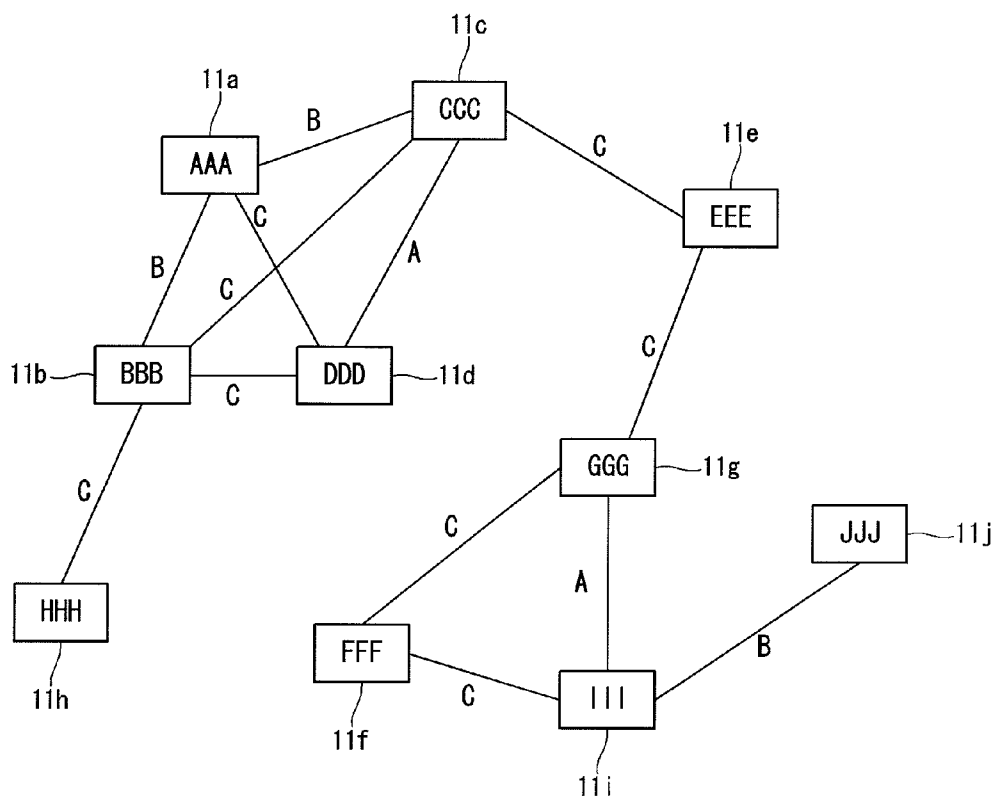 11c
CCC
11a
B
AAA
C
11e
C
EEE
A
B
C
C
11b
BBB
DDD
11d
C
GGG
11g
C
C
JJJ
11j
A
HHH
FFF
B
C
III
11h
11f
11i